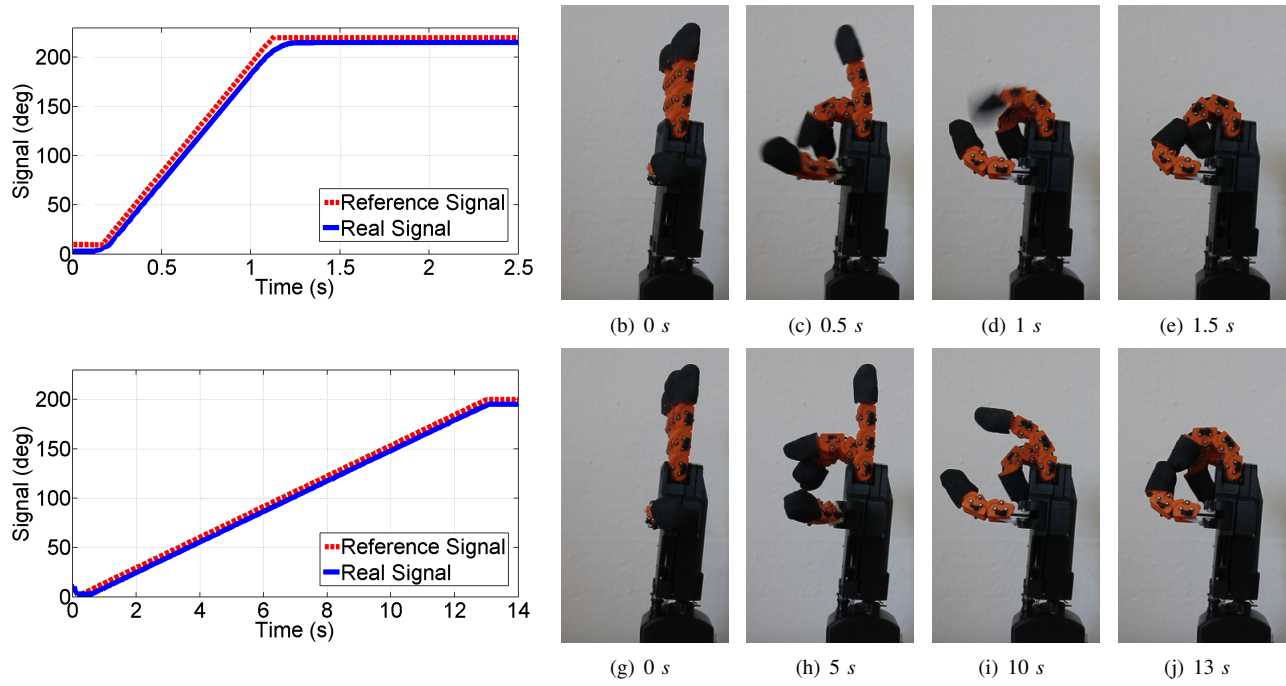 Signal (deg)
200
150
100
50
0
0 0.5 1 1.5 2 2.5
Time (s)
Reference Signal
Real Signal
(b) 0 s
(c) 0.5 s
(d) 1 s
(e) 1.5 s
Signal (deg)
200
150
100
50
0
0 2 4 6 8 10 12 14
Time (s)
Reference Signal
Real Signal
(g) 0 s
(h) 5 s
(i) 10 s
(j) 13 s